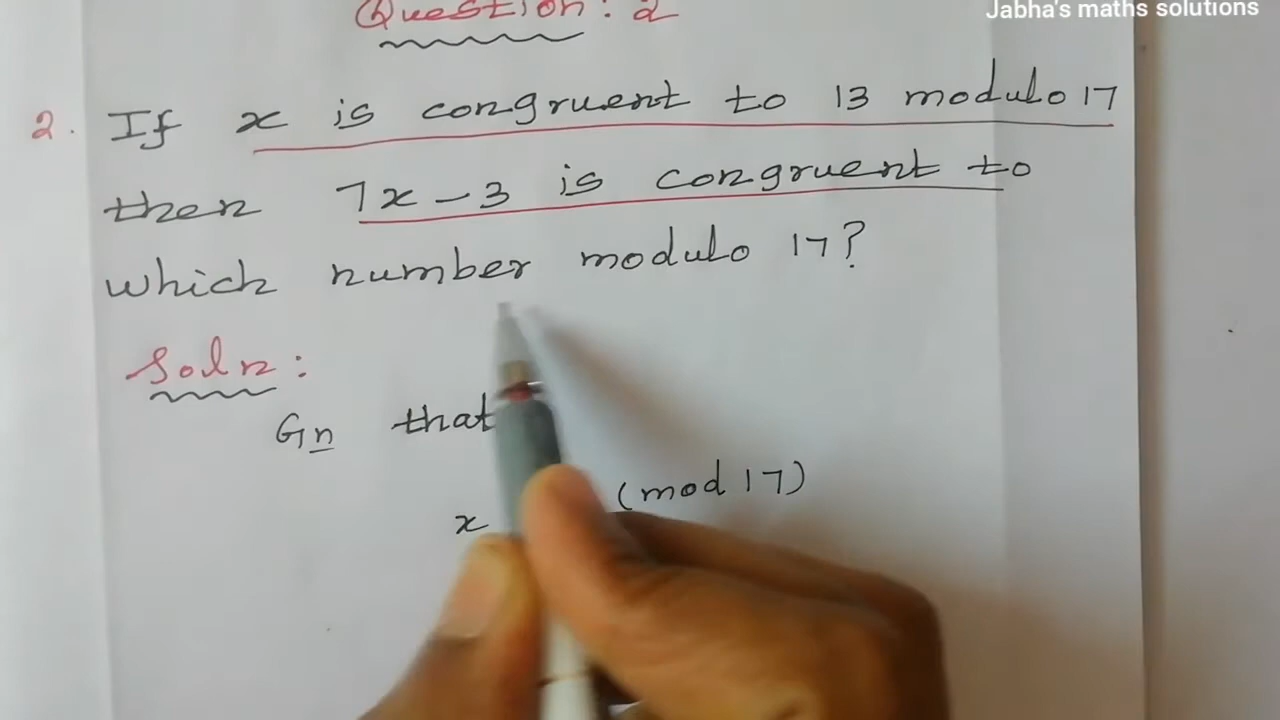 Question: 2
Jabha's maths solutions
2. If x is congruent to 13 modulo 17
then 7x - 3 is congruent to
which number modulo 17?
Soln:
Gn that
x (mod 17)